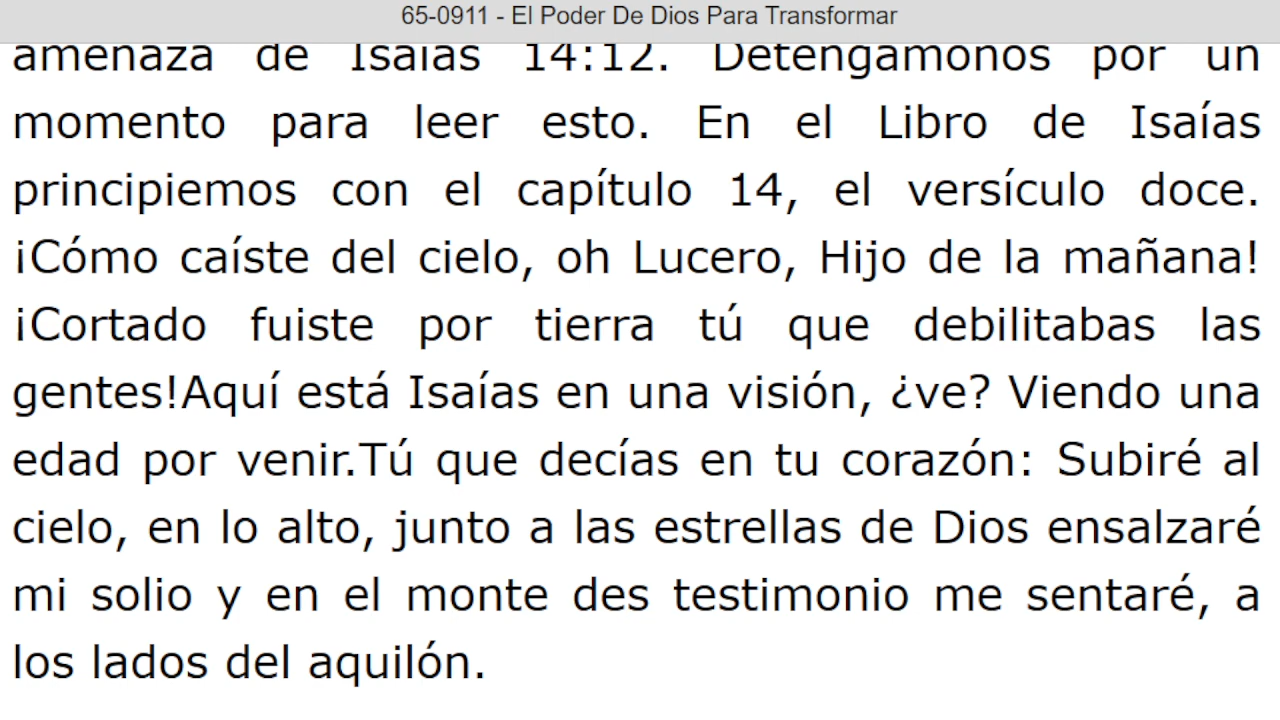 65-0911 - El Poder De Dios Para Transformar
amenaza de Isaías 14:12. Detengámonos por un
momento para leer esto. En el Libro de Isaías
principiemos con el capítulo 14, el versículo doce.
¡Cómo caíste del cielo, oh Lucero, Hijo de la mañana!
¡Cortado fuiste por tierra tú que debilitabas las
gentes!Aquí está Isaías en una visión, ¿ve? Viendo una
edad por venir.Tú que decías en tu corazón: Subiré al
cielo, en lo alto, junto a las estrellas de Dios ensalzaré
mi solio y en el monte des testimonio me sentaré, a
los lados del aquilón.